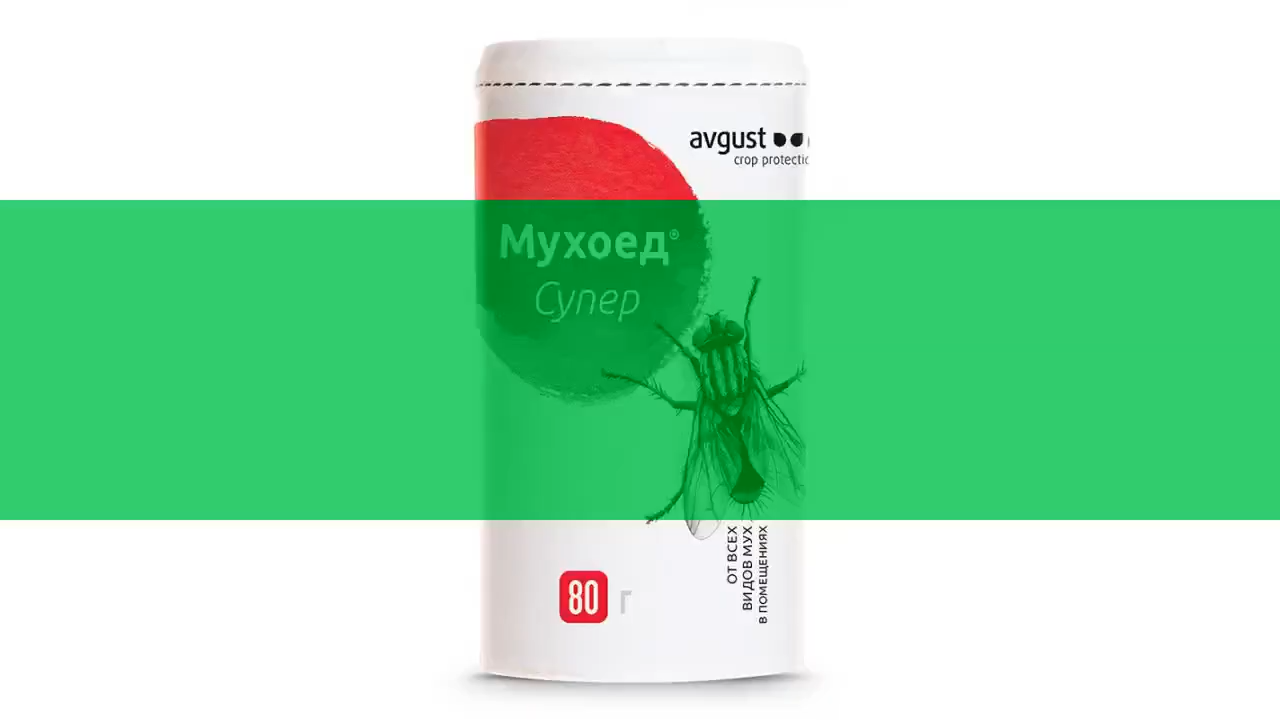 avgust
crop protectio
Мухоед®
Супер
80 г
ОТ ВСЕХ
ВИДОВ МУХ
В ПОМЕЩЕНИЯХ